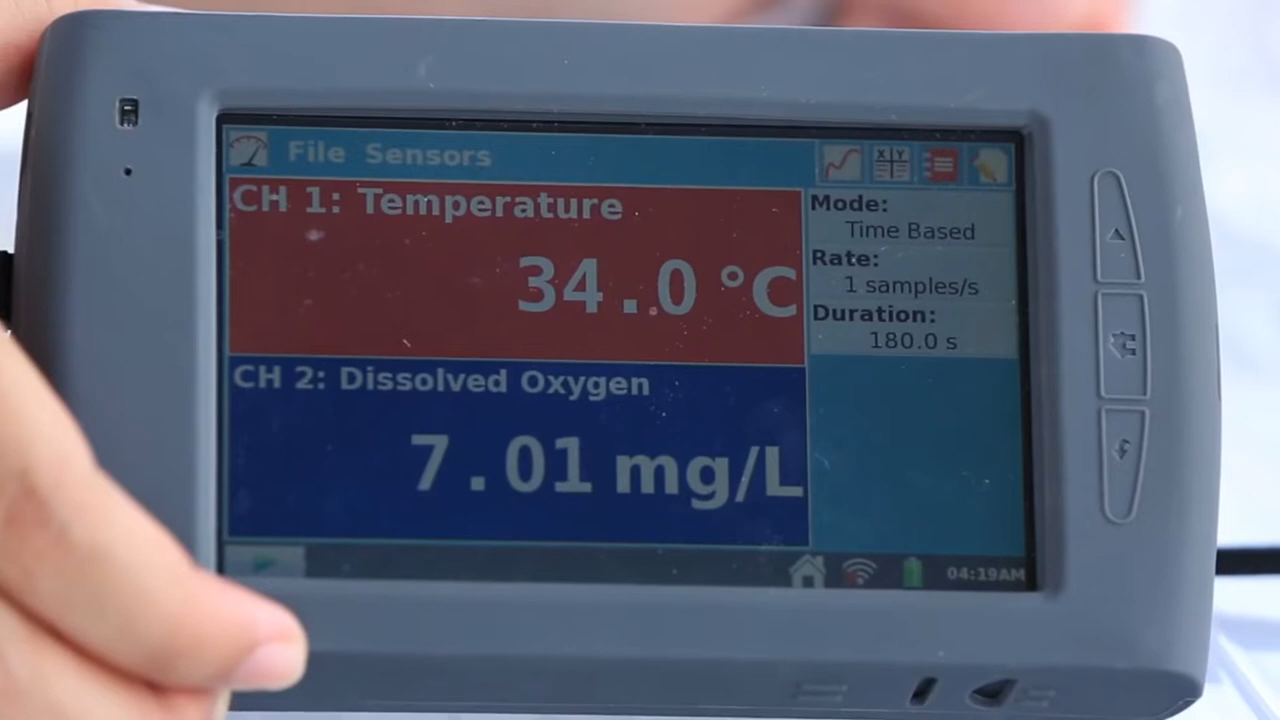 File Sensors
CH 1: Temperature
34.0 °C
CH 2: Dissolved Oxygen
7.01 mg/L
X Y
Mode:
Time Based
Rate:
1 samples/s
Duration:
180.0 s
04:19AM